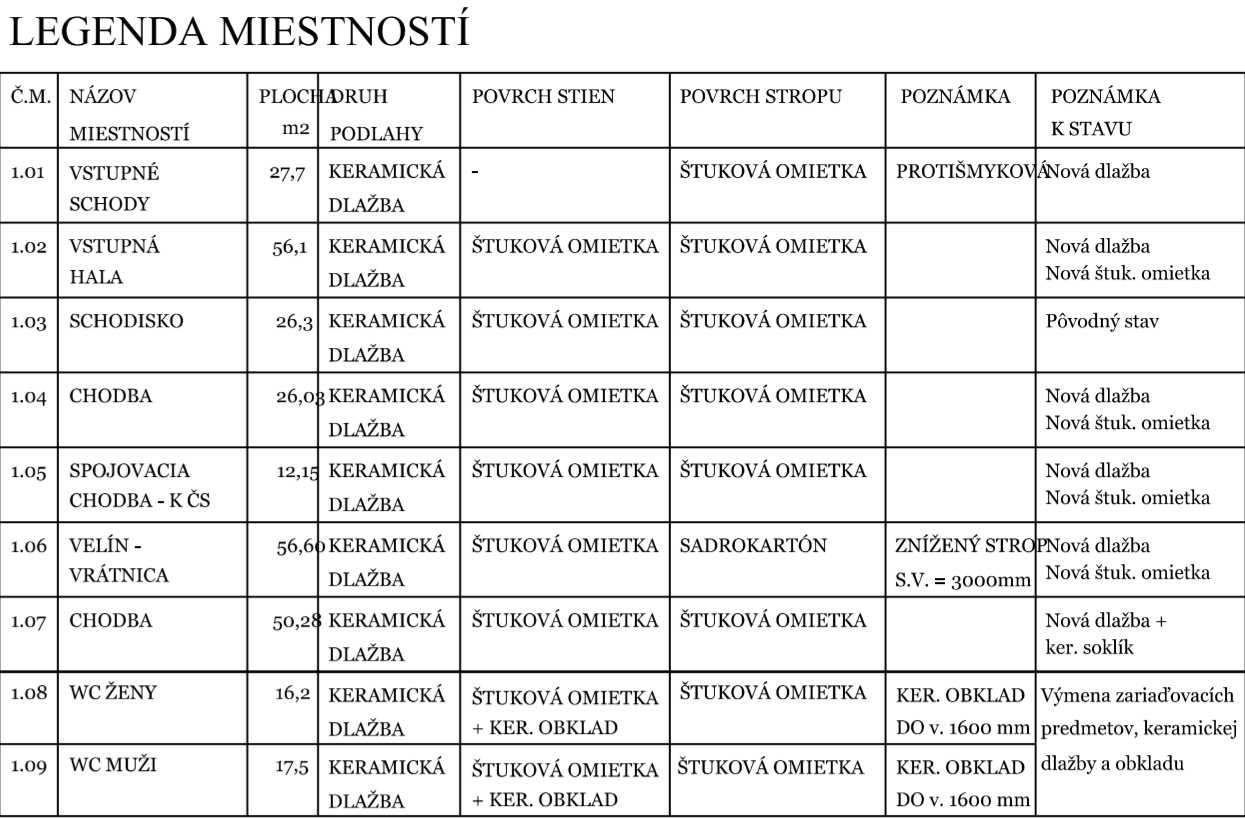 LEGENDA MIESTNOSTÍ
Č.M. NÁZOV MIESTNOSTÍ PLOCHA m2 DRUH PODLAHY POVRCH STIEN POVRCH STROPU POZNÁMKA POZNÁMKA K STAVU
1.01 VSTUPNÉ SCHODY 27,7 KERAMICKÁ DLAŽBA - ŠTUKOVÁ OMIETKA PROTIŠMYKOVÁ Nová dlažba
1.02 VSTUPNÁ HALA 56,1 KERAMICKÁ DLAŽBA ŠTUKOVÁ OMIETKA ŠTUKOVÁ OMIETKA Nová dlažba Nová štuk. omietka
1.03 SCHODISKO 26,3 KERAMICKÁ DLAŽBA ŠTUKOVÁ OMIETKA ŠTUKOVÁ OMIETKA Pôvodný stav
1.04 CHODBA 26,03 KERAMICKÁ DLAŽBA ŠTUKOVÁ OMIETKA ŠTUKOVÁ OMIETKA Nová dlažba Nová štuk. omietka
1.05 SPOJOVACIA CHODBA - K ČS 12,15 KERAMICKÁ DLAŽBA ŠTUKOVÁ OMIETKA ŠTUKOVÁ OMIETKA Nová dlažba Nová štuk. omietka
1.06 VELÍN - VRÁTNICA 56,60 KERAMICKÁ DLAŽBA ŠTUKOVÁ OMIETKA SADROKARTÓN ZNÍŽENÝ STROP S.V. = 3000mm Nová dlažba Nová štuk. omietka
1.07 CHODBA 50,28 KERAMICKÁ DLAŽBA ŠTUKOVÁ OMIETKA ŠTUKOVÁ OMIETKA Nová dlažba + ker. soklík
1.08 WC ŽENY 16,2 KERAMICKÁ DLAŽBA ŠTUKOVÁ OMIETKA + KER. OBKLAD ŠTUKOVÁ OMIETKA KER. OBKLAD DO v. 1600 mm Výmena zariaďovacích predmetov, keramickej dlažby a obkladu
1.09 WC MUŽI 17,5 KERAMICKÁ DLAŽBA ŠTUKOVÁ OMIETKA + KER. OBKLAD ŠTUKOVÁ OMIETKA KER. OBKLAD DO v. 1600 mm